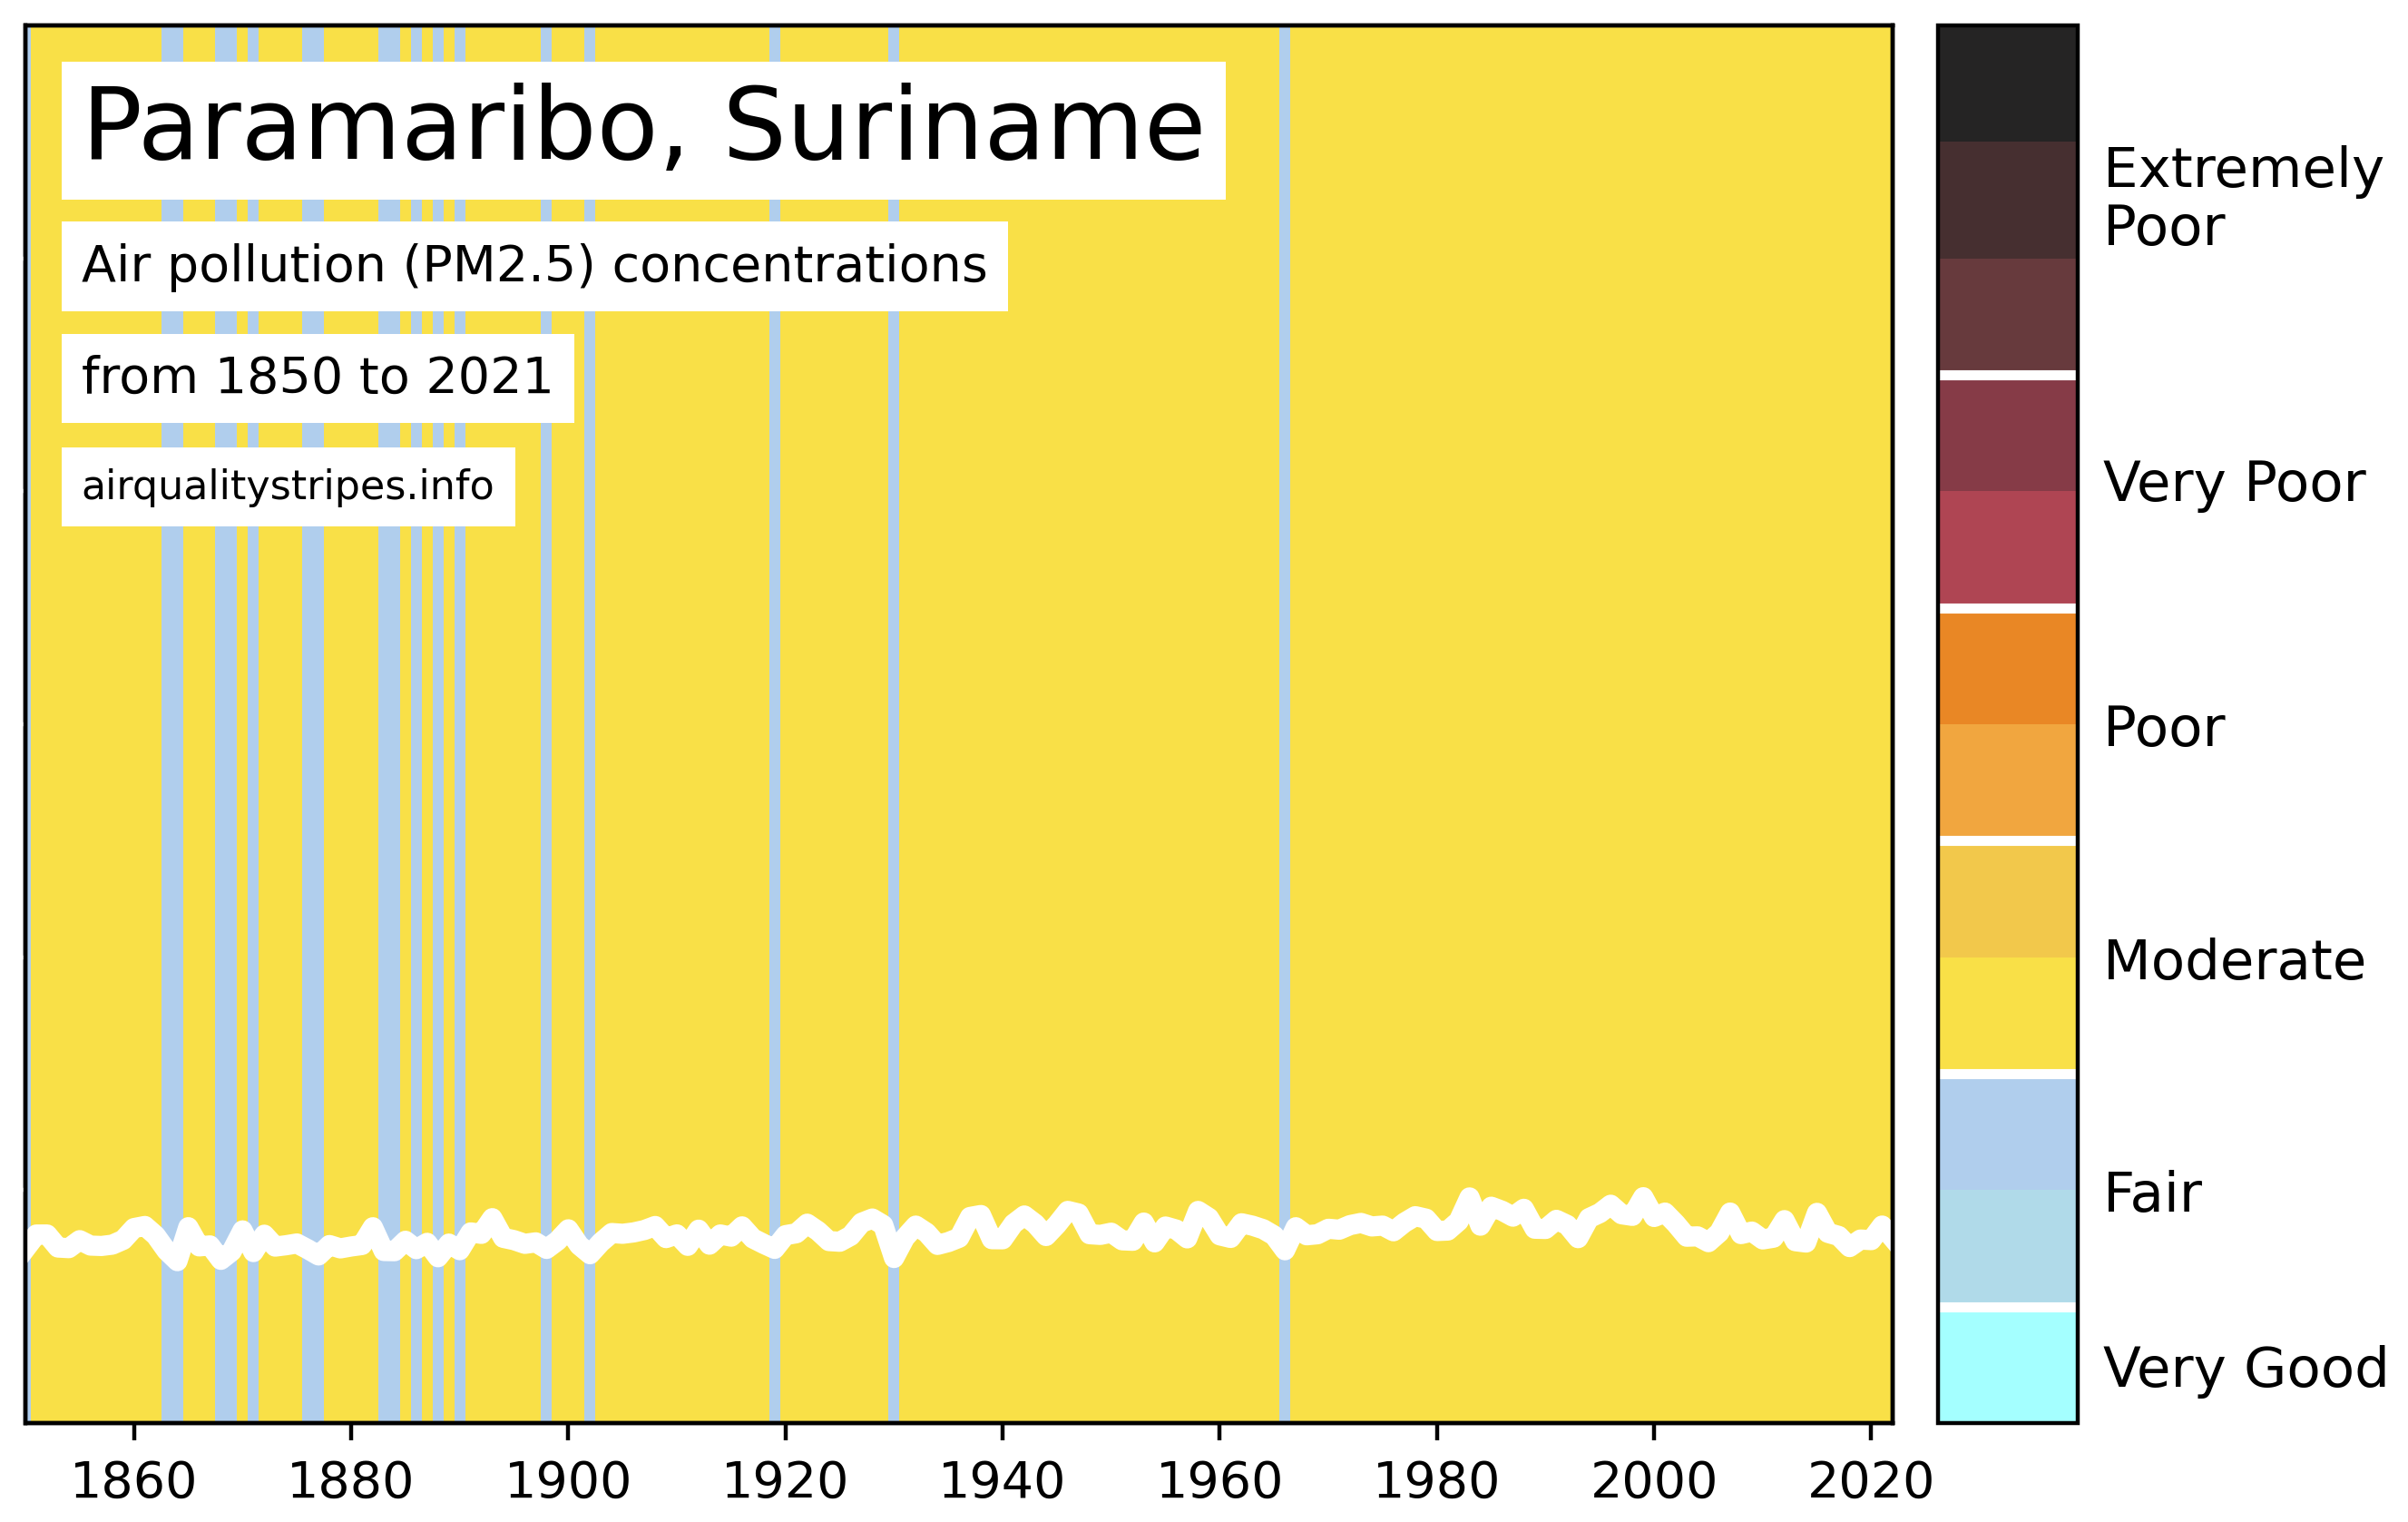 Paramaribo, Suriname
Air pollution (PM2.5) concentrations
from 1850 to 2021
airqualitystripes.info
Extremely
Poor
Very Poor
Poor
Moderate
Fair
Very Good
1860 1880 1900 1920 1940 1960 1980 2000 2020